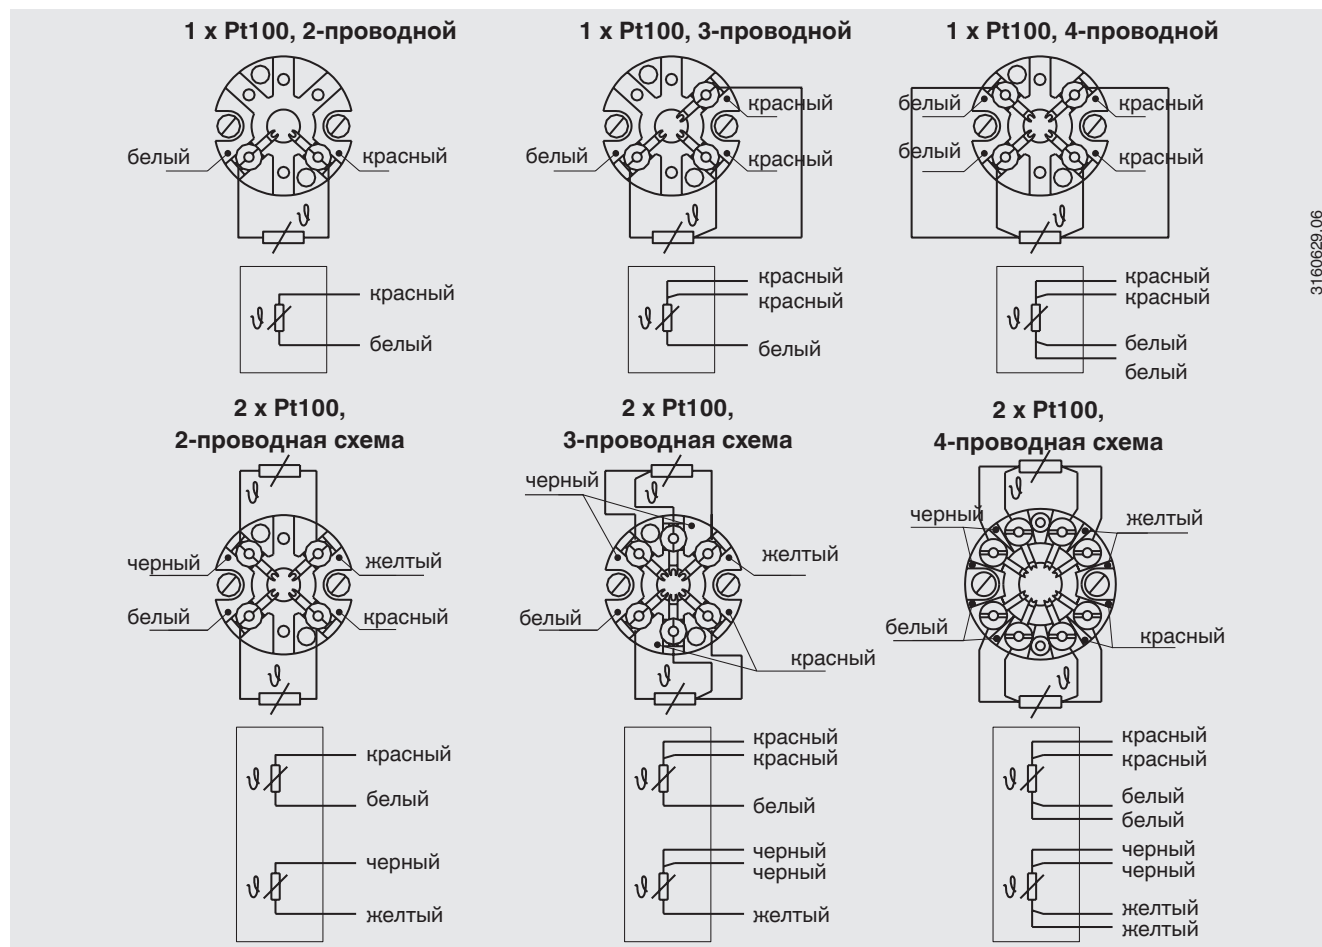 1 x Pt100, 2-проводной
1 x Pt100, 3-проводной
1 x Pt100, 4-проводной
белый
красный
красный
белый
красный
белый
красный
белый
красный
ϑ
ϑ
ϑ
3160629.06
ϑ
красный
белый
ϑ
красный
красный
белый
ϑ
красный
красный
белый
белый
2 x Pt100,
2-проводная схема
2 x Pt100,
3-проводная схема
2 x Pt100,
4-проводная схема
ϑ
черный
желтый
белый
красный
ϑ
черный
ϑ
желтый
белый
красный
ϑ
ϑ
черный
желтый
белый
красный
ϑ
ϑ
красный
белый
ϑ
черный
желтый
ϑ
красный
красный
белый
ϑ
черный
черный
желтый
ϑ
красный
красный
белый
белый
ϑ
черный
черный
желтый
желтый